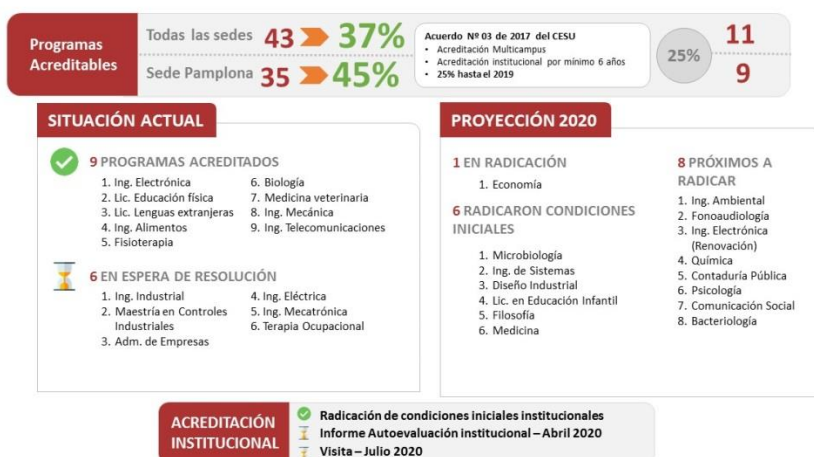 Programas
Acreditables
Todas las sedes 43 37%
Sede Pamplona 35 45%
Acuerdo Nº 03 de 2017 del CESU
• Acreditación Multicampus
• Acreditación institucional por mínimo 6 años
• 25% hasta el 2019
25%
11
9
SITUACIÓN ACTUAL
9 PROGRAMAS ACREDITADOS
1. Ing. Electrónica
2. Lic. Educación física
3. Lic. Lenguas extranjeras
4. Ing. Alimentos
5. Fisioterapia
6. Biología
7. Medicina veterinaria
8. Ing. Mecánica
9. Ing. Telecomunicaciones
6 EN ESPERA DE RESOLUCIÓN
1. Ing. Industrial
2. Maestría en Controles
Industriales
3. Adm. de Empresas
4. Ing. Eléctrica
5. Ing. Mecatrónica
6. Terapia Ocupacional
PROYECCIÓN 2020
1 EN RADICACIÓN
1. Economía
6 RADICARON CONDICIONES
INICIALES
1. Microbiología
2. Ing. de Sistemas
3. Diseño Industrial
4. Lic. en Educación Infantil
5. Filosofía
6. Medicina
8 PRÓXIMOS A
RADICAR
1. Ing. Ambiental
2. Fonoaudiología
3. Ing. Electrónica
(Renovación)
4. Química
5. Contaduría Pública
6. Psicología
7. Comunicación Social
8. Bacteriología
ACREDITACIÓN
INSTITUCIONAL
Radicación de condiciones iniciales institucionales
Informe Autoevaluación institucional – Abril 2020
Visita – Julio 2020